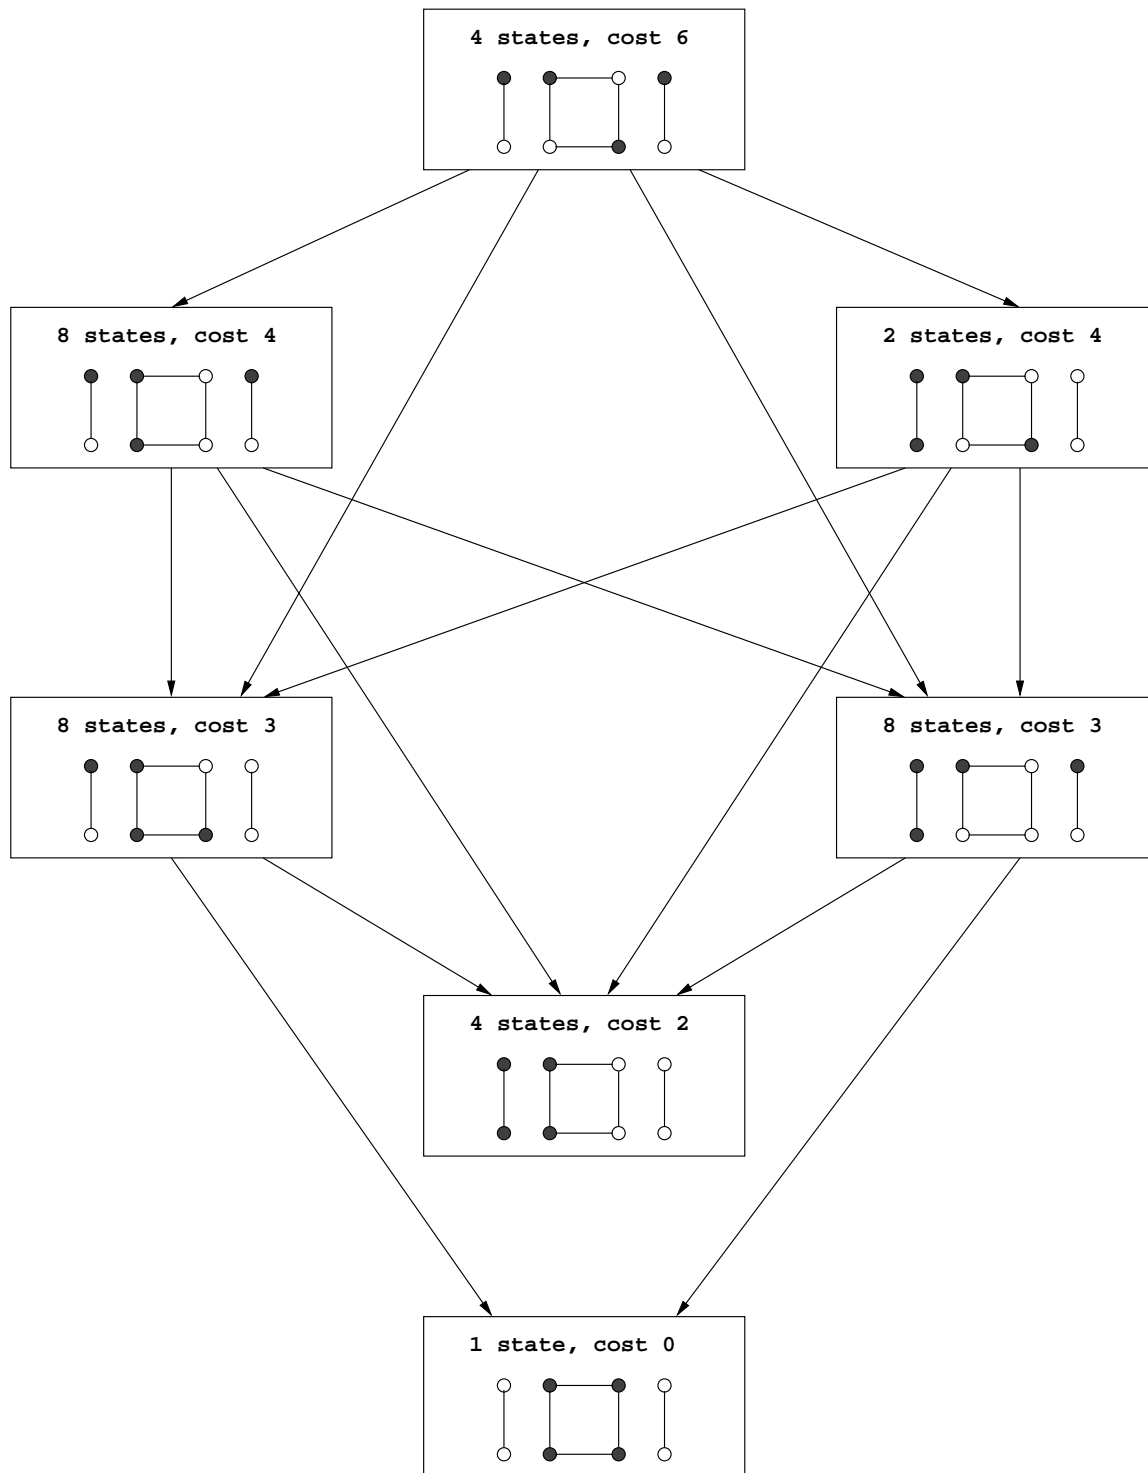 4 states, cost 6
8 states, cost 4
2 states, cost 4
8 states, cost 3
8 states, cost 3
4 states, cost 2
1 state, cost 0